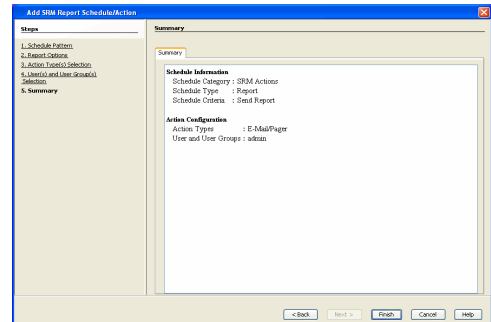 Add SRM Report Schedule/Action
Steps
1. Schedule Pattern
2. Report Options
3. Action Type(s) Selection
4. User(s) and User Group(s)
Selection
5. Summary
Summary
Summary
Schedule Information
Schedule Category : SRM Actions
Schedule Type : Report
Schedule Criteria : Send Report
Action Configuration
Action Types : E-Mail/Pager
User and User Groups : admin
< Back
Next >
Finish
Cancel
Help